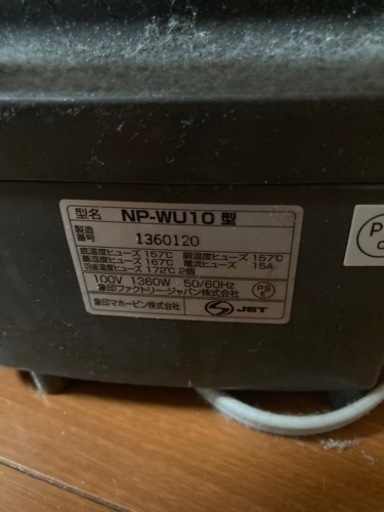 型名 NP-WU10 型
製造番号 1360120
底温度ヒューズ 157℃ 胴温度ヒューズ 157℃
蓋温度ヒューズ 167℃ 電流ヒューズ 15A
羽釜温度ヒューズ 172℃ 2個
100V 1360W 50/60Hz
象印ファクトリー・ジャパン株式会社
PS E
象印マホービン株式会社
S JET
P